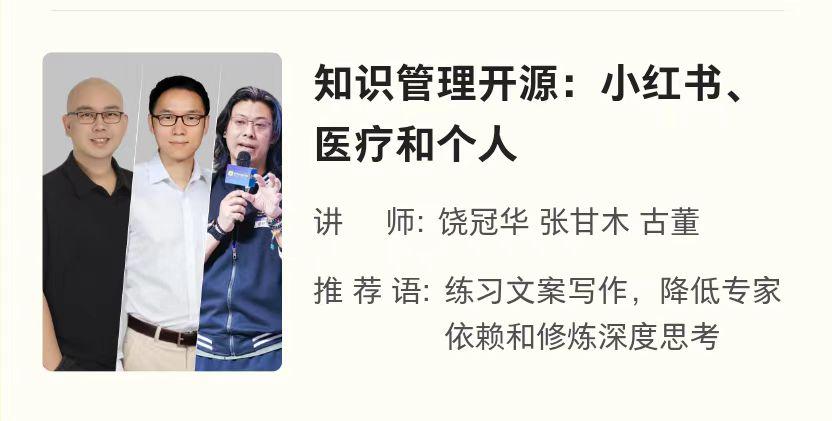 知识管理开源：小红书、
医疗和个人
讲 师: 饶冠华 张甘木 古董
推 荐 语: 练习文案写作，降低专家
依赖和修炼深度思考